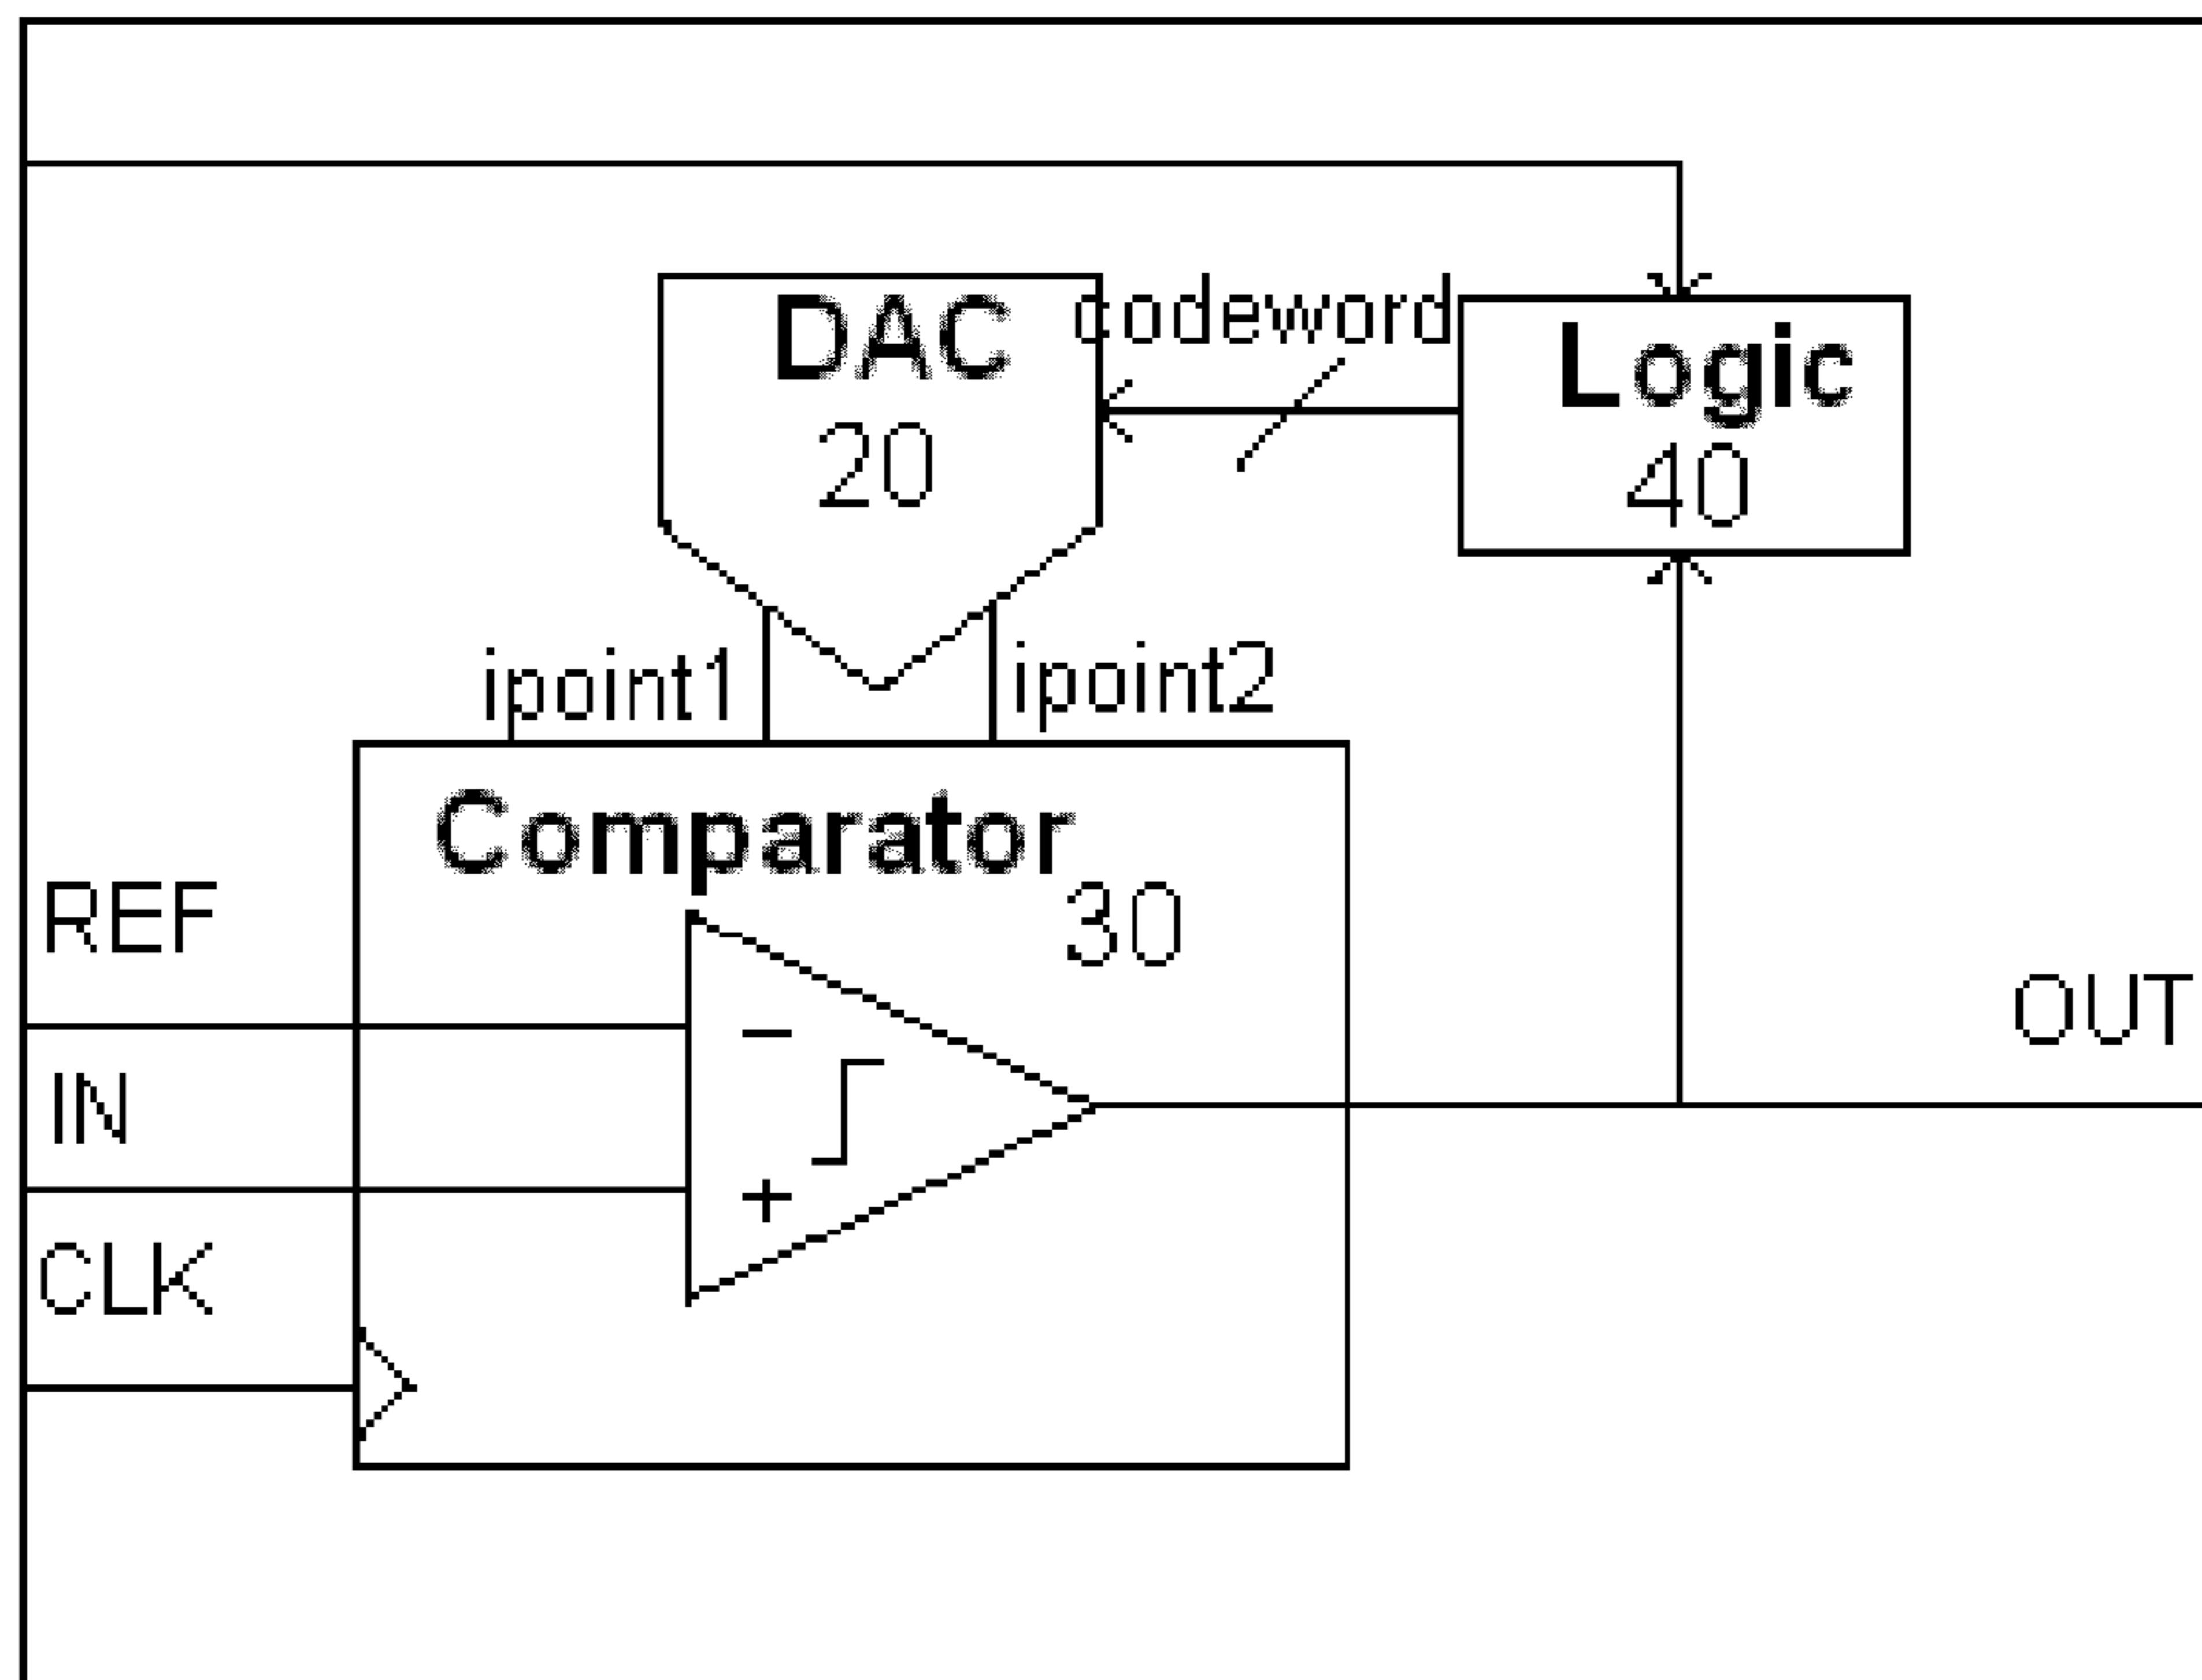 DAC
20
codeword
Logic
40
ipoint1
ipoint2
Comparator
30
REF
IN
CLK
-
+
OUT